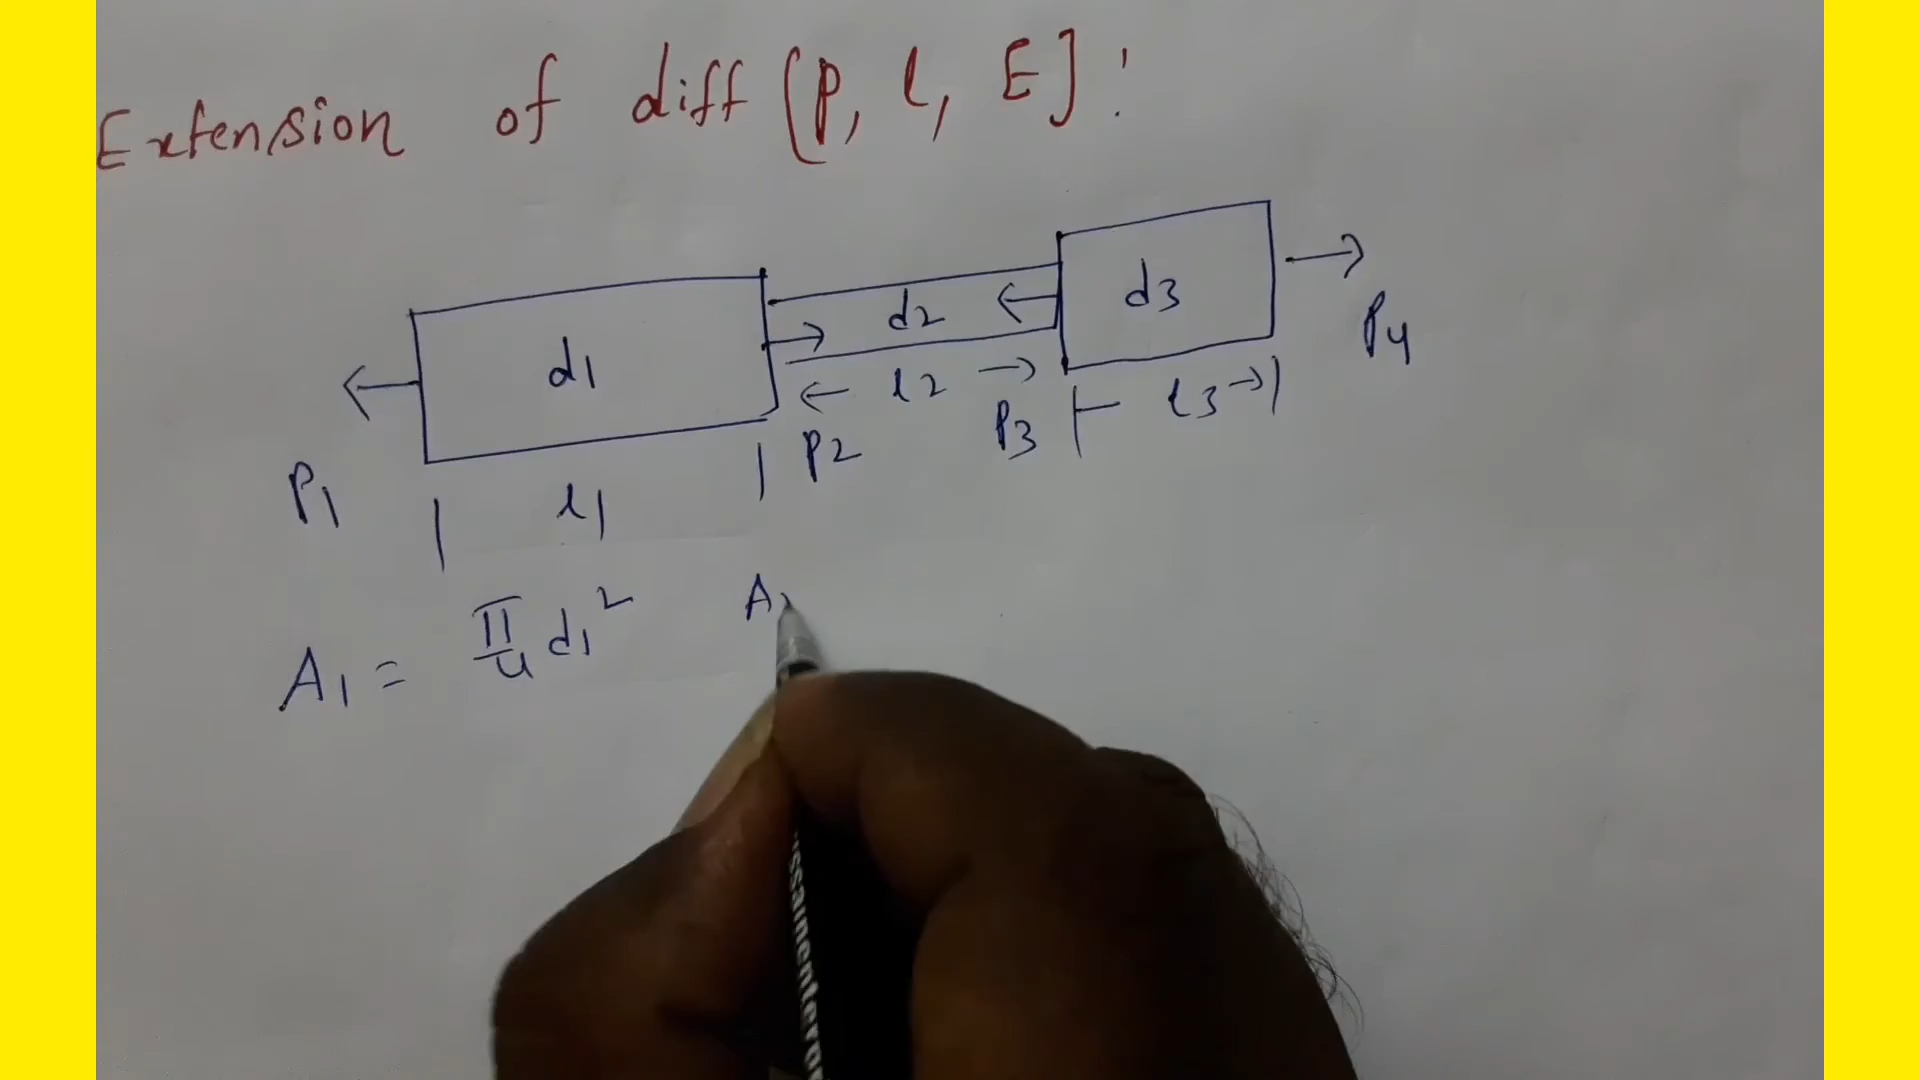 Extension of diff (P, l, E] :
d1 d2 d3
P4
l2 l3
P1 P2 P3
l1
A1 = π/4 d1²
A